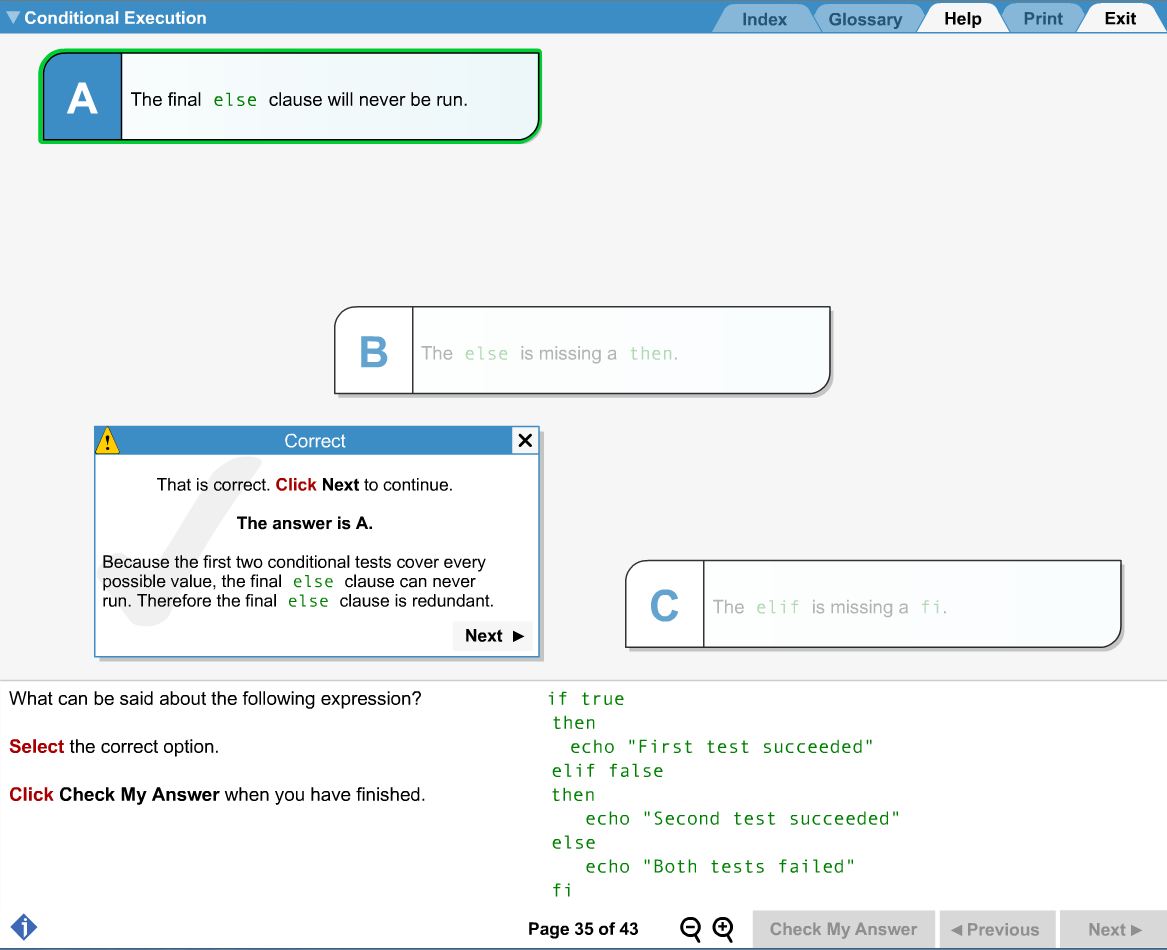 Conditional Execution
Index
Glossary
Help
Print
Exit
A
The final else clause will never be run.
B
The else is missing a then.
Correct
That is correct. Click Next to continue.
The answer is A.
Because the first two conditional tests cover every
possible value, the final else clause can never
run. Therefore the final else clause is redundant.
Next
C
The elif is missing a fi.
What can be said about the following expression?
Select the correct option.
Click Check My Answer when you have finished.
if true
then
echo "First test succeeded"
elif false
then
echo "Second test succeeded"
else
echo "Both tests failed"
fi
Page 35 of 43
Check My Answer
Previous
Next